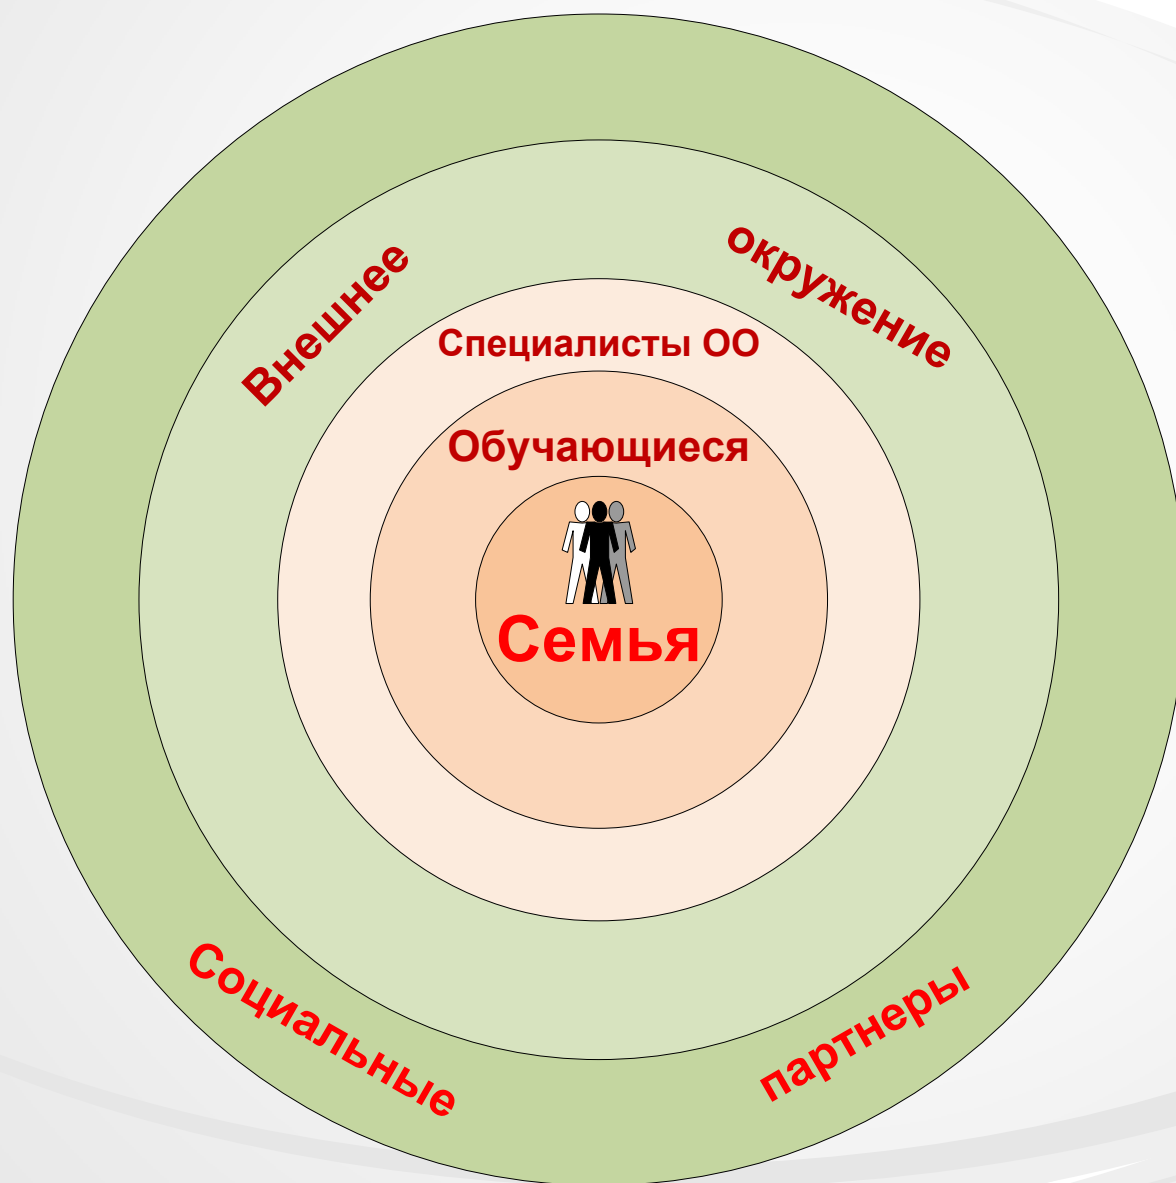 Внешнее окружение
Специалисты ОО
Обучающиеся
Семья
Социальные партнеры